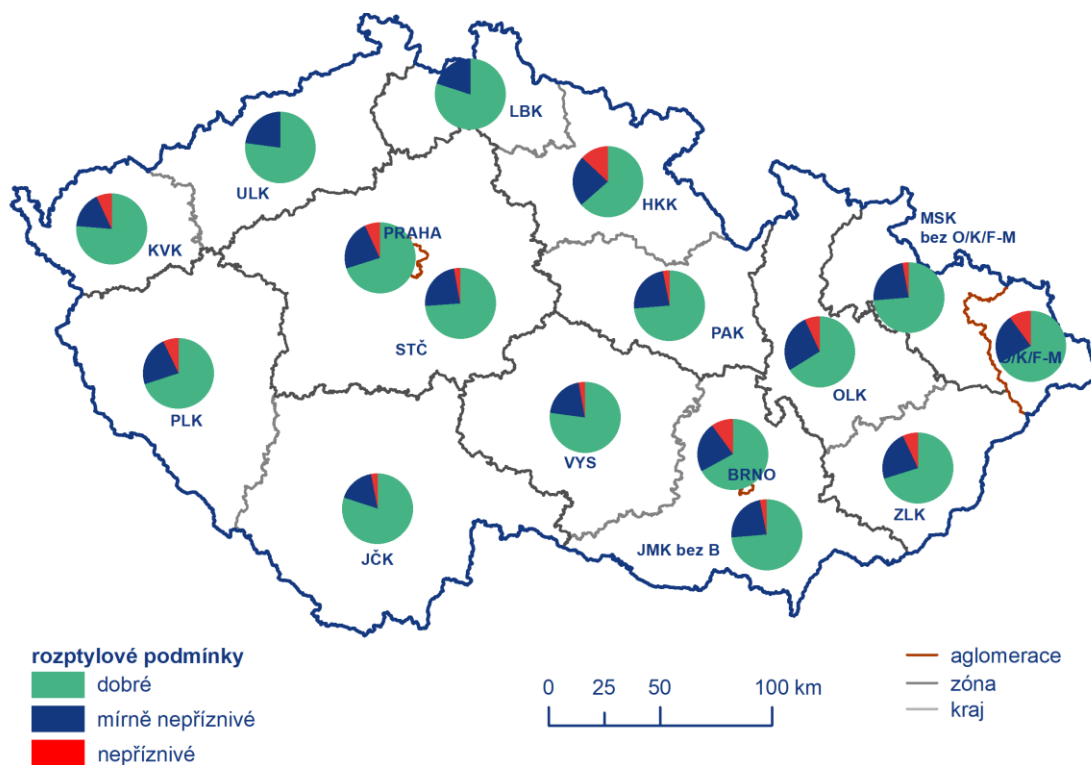 LBK
ULK
HKK
KVK
PRAHA
MSK
bez O/K/F-M
STČ
PAK
O/K/F-M
OLK
PLK
VYS
BRNO
ZLK
JČK
JMK bez B
rozptylové podmínky
dobré
mírně nepříznivé
nepříznivé
0 25 50 100 km
aglomerace
zóna
kraj